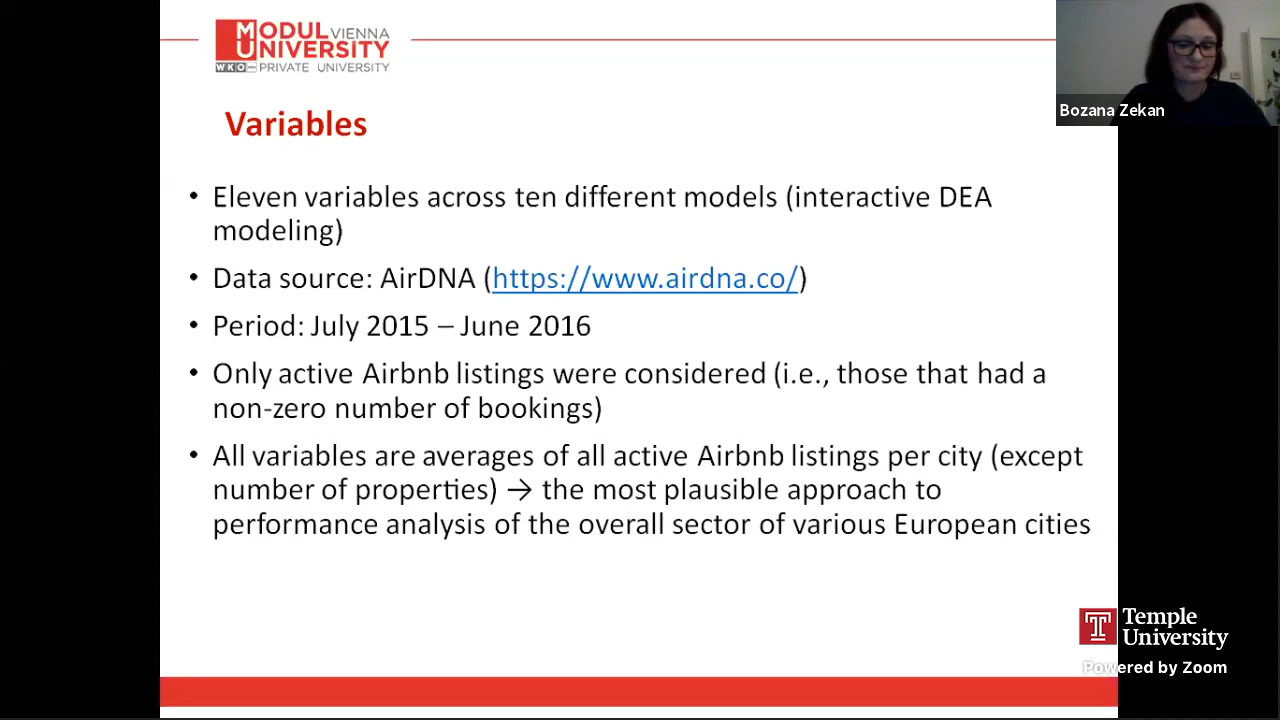 MODUL VIENNA
UNIVERSITY
WKO PRIVATE UNIVERSITY
Bozana Zekan
Variables
• Eleven variables across ten different models (interactive DEA
modeling)
• Data source: AirDNA (https://www.airdna.co/)
• Period: July 2015 – June 2016
• Only active Airbnb listings were considered (i.e., those that had a
non-zero number of bookings)
• All variables are averages of all active Airbnb listings per city (except
number of properties) → the most plausible approach to
performance analysis of the overall sector of various European cities
Temple
University
Powered by Zoom